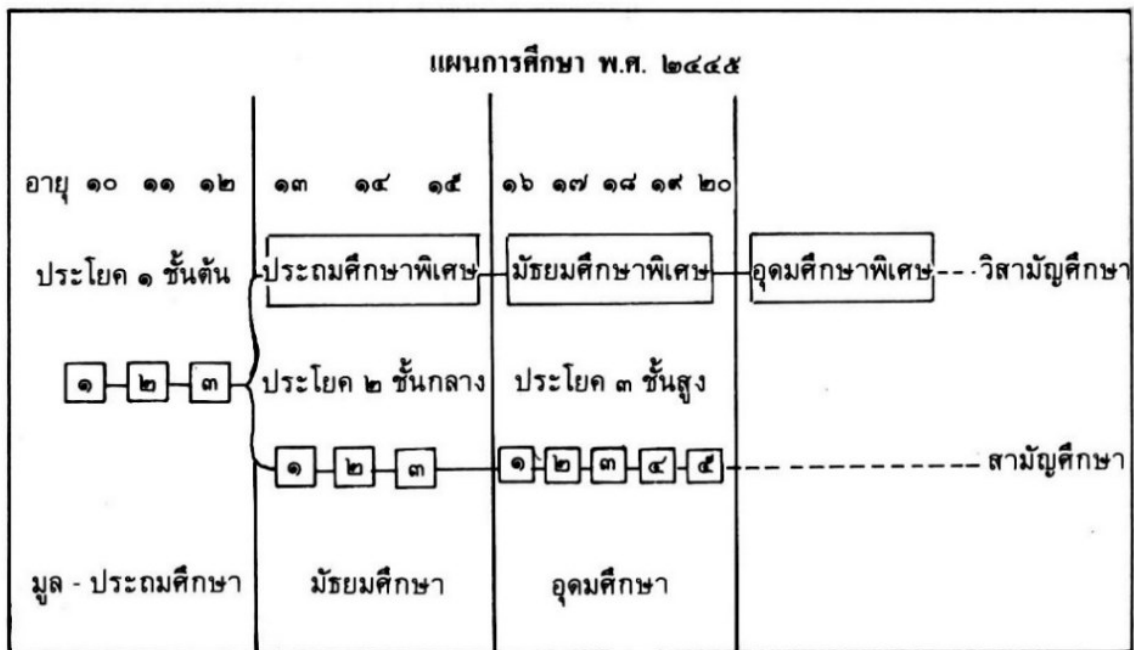 แผนการศึกษา พ.ศ. ๒๔๔๕
อายุ ๑๐ ๑๑ ๑๒ ๑๓ ๑๔ ๑๕ ๑๖ ๑๗ ๑๘ ๑๙ ๒๐
ประโยค ๑ ชั้นต้น ประถมศึกษาพิเศษ มัธยมศึกษาพิเศษ อุดมศึกษาพิเศษ วิสามัญศึกษา
๑ ๒ ๓ ประโยค ๒ ชั้นกลาง ประโยค ๓ ชั้นสูง
๑ ๒ ๓ ๑ ๒ ๓ ๔ ๕ สามัญศึกษา
มูล - ประถมศึกษา มัธยมศึกษา อุดมศึกษา